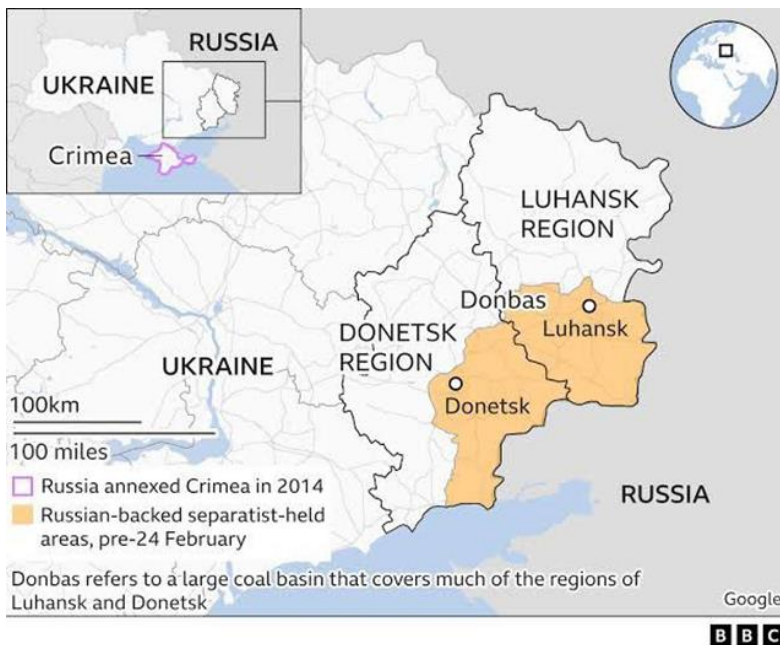 RUSSIA
UKRAINE
Crimea
LUHANSK
REGION
Donbas
Luhansk
DONETSK
REGION
UKRAINE
Donetsk
100km
100 miles
RUSSIA
Russia annexed Crimea in 2014
Russian-backed separatist-held
areas, pre-24 February
Donbas refers to a large coal basin that covers much of the regions of
Luhansk and Donetsk
Google
BBC